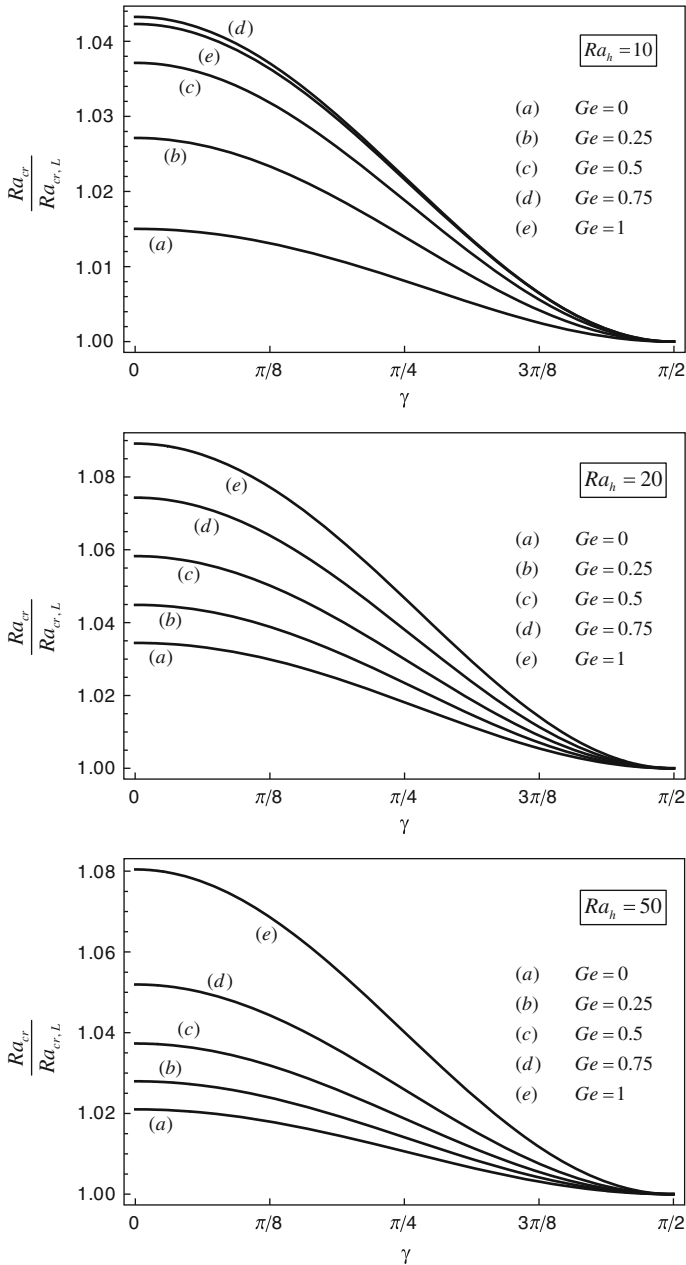 1.04
(d)
(e)
Ra_h = 10
(c)
1.03
(a) Ge = 0
(b)
(b) Ge = 0.25
Ra_cr / Ra_cr, L
(c) Ge = 0.5
1.02
(d) Ge = 0.75
(a)
(e) Ge = 1
1.01
1.00
0 π/8 π/4 3π/8 π/2
γ
1.08
(e)
Ra_h = 20
(d)
1.06
(a) Ge = 0
(c)
(b) Ge = 0.25
(b)
(c) Ge = 0.5
1.04
Ra_cr / Ra_cr, L
(a)
(d) Ge = 0.75
(e) Ge = 1
1.02
1.00
0 π/8 π/4 3π/8 π/2
γ
1.08
Ra_h = 50
(e)
1.06
(d)
(a) Ge = 0
(b) Ge = 0.25
1.04
(c)
(c) Ge = 0.5
Ra_cr / Ra_cr, L
(b)
(d) Ge = 0.75
(e) Ge = 1
1.02
(a)
1.00
0 π/8 π/4 3π/8 π/2
γ